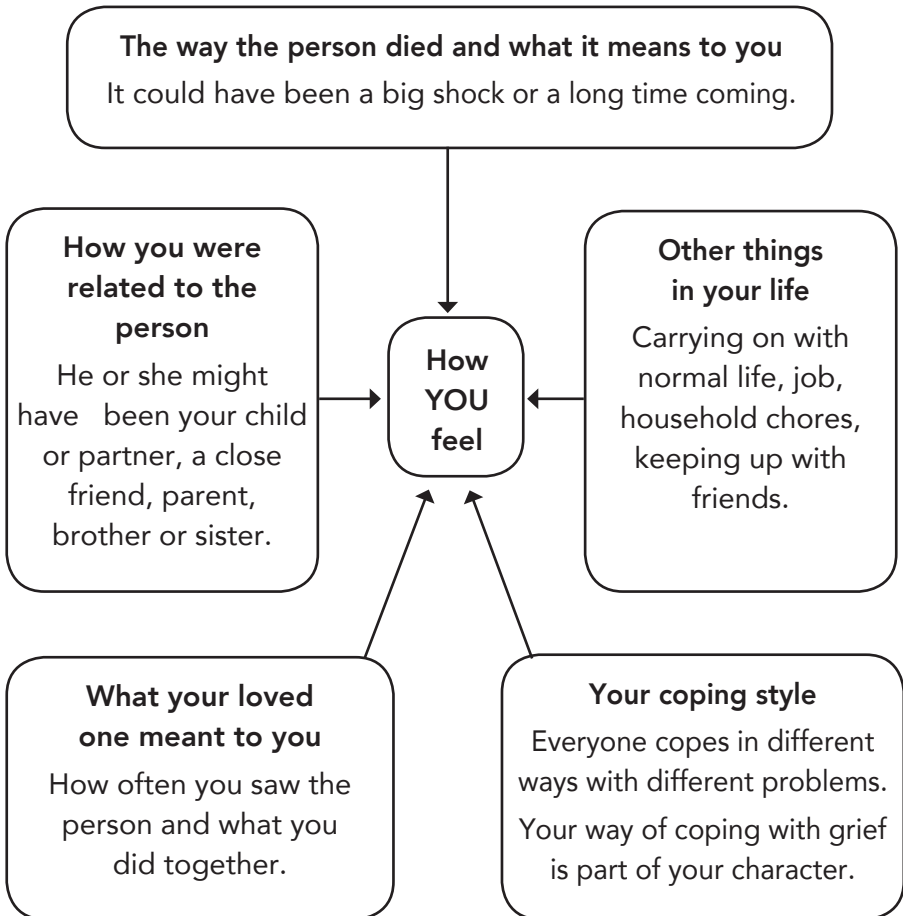 The way the person died and what it means to you
It could have been a big shock or a long time coming.
How you were
related to the
person
He or she might
have been your child
or partner, a close
friend, parent,
brother or sister.
How
YOU
feel
Other things
in your life
Carrying on with
normal life, job,
household chores,
keeping up with
friends.
What your loved
one meant to you
How often you saw the
person and what you
did together.
Your coping style
Everyone copes in different
ways with different problems.
Your way of coping with grief
is part of your character.